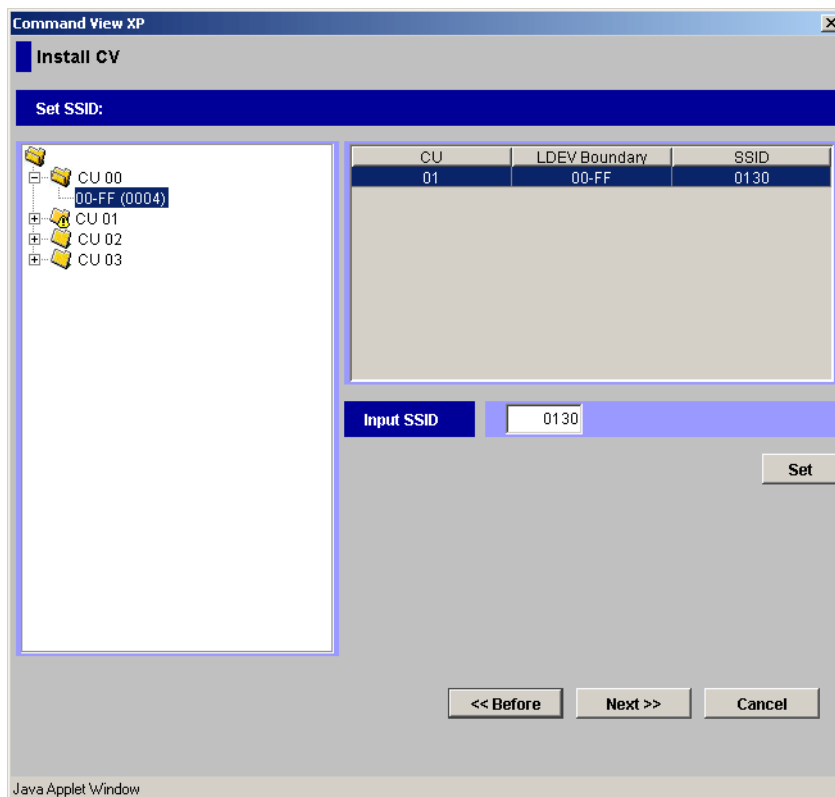 Command View XP
Install CV
Set SSID:
CU 00
00-FF (0004)
CU 01
CU 02
CU 03
CU LDEV Boundary SSID
01 00-FF 0130
Input SSID 0130
Set
<< Before Next >> Cancel
Java Applet Window